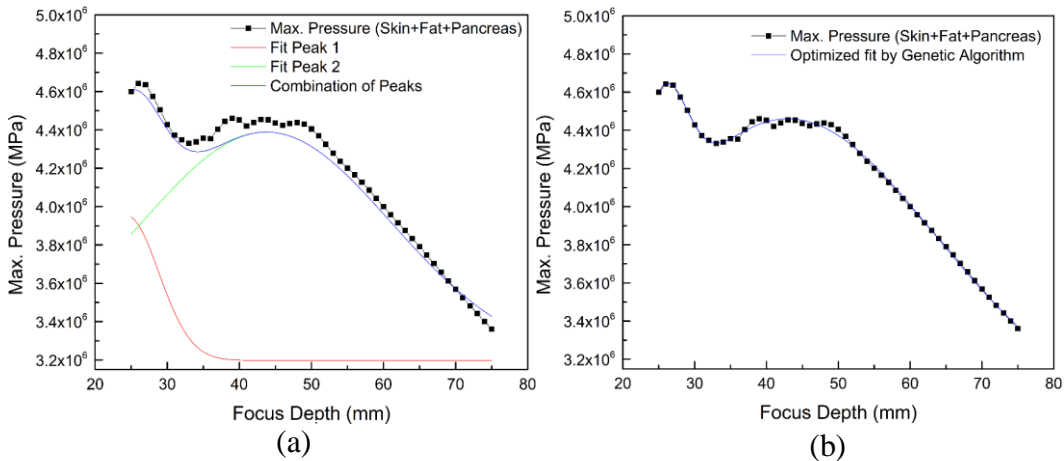 5.0x10⁶
4.8x10⁶
4.6x10⁶
4.4x10⁶
4.2x10⁶
4.0x10⁶
3.8x10⁶
3.6x10⁶
3.4x10⁶
3.2x10⁶
Max. Pressure (MPa)
Max. Pressure (Skin+Fat+Pancreas)
Fit Peak 1
Fit Peak 2
Combination of Peaks
20 30 40 50 60 70 80
Focus Depth (mm)
(a)
5.0x10⁶
4.8x10⁶
4.6x10⁶
4.4x10⁶
4.2x10⁶
4.0x10⁶
3.8x10⁶
3.6x10⁶
3.4x10⁶
3.2x10⁶
Max. Pressure (MPa)
Max. Pressure (Skin+Fat+Pancreas)
Optimized fit by Genetic Algorithm
20 30 40 50 60 70 80
Focus Depth (mm)
(b)